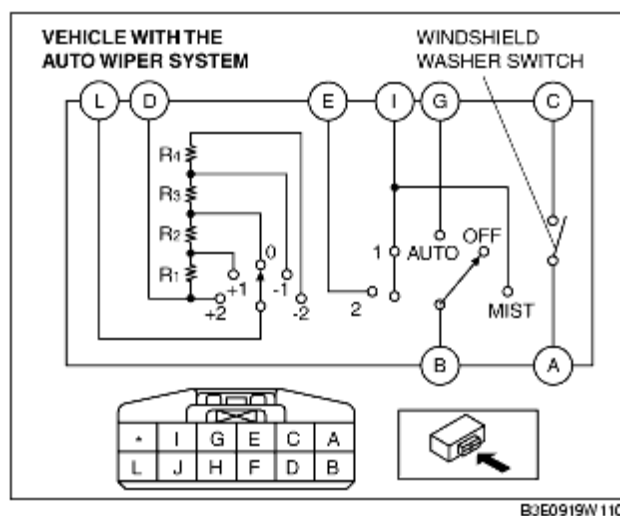 VEHICLE WITH THE
AUTO WIPER SYSTEM
WINDSHIELD
WASHER SWITCH
L D E I G C
R4
R3
R2
R1
+2
+1
0
-1
-2
2
1
AUTO
OFF
MIST
B A
* I G E C A
L J H F D B
B3E0919W110